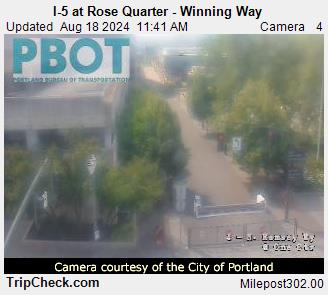 I-5 at Rose Quarter - Winning Way
Updated Aug 18 2024 11:41 AM Camera 4
PBOT
PORTLAND BUREAU OF TRANSPORTATION
Camera courtesy of the City of Portland
TripCheck.com Milepost302.00